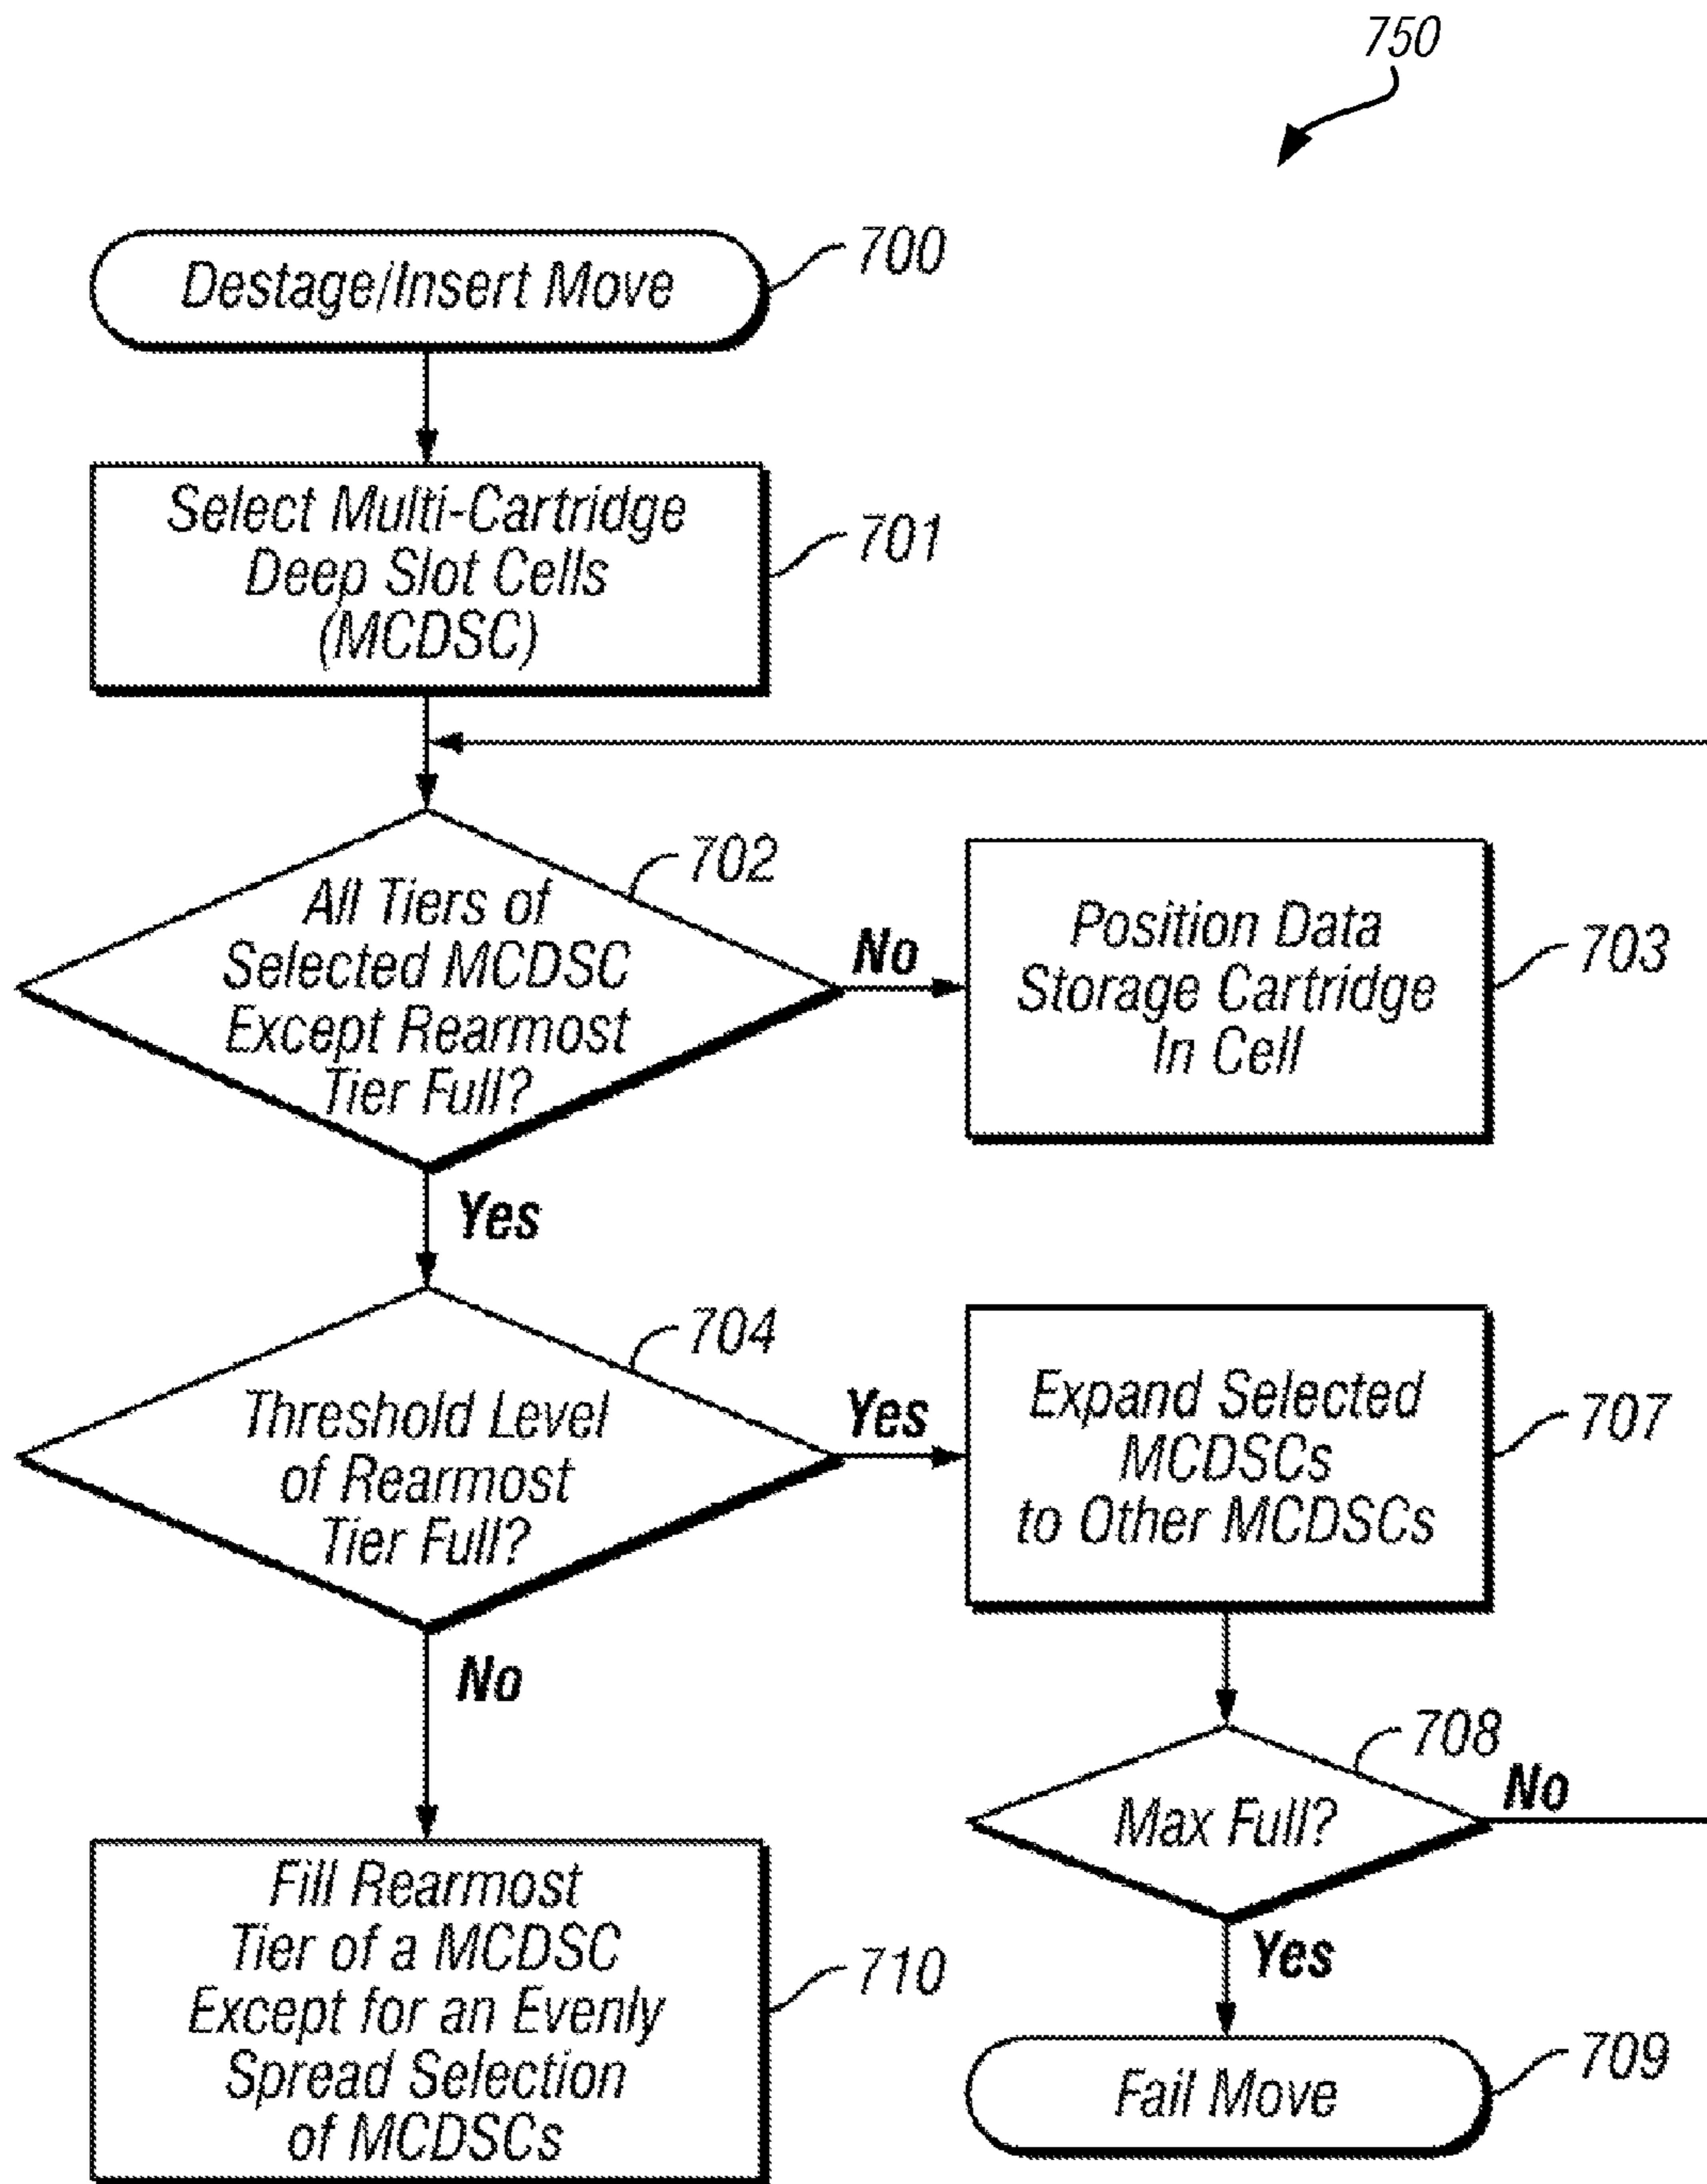 750
Destage/Insert Move
700
Select Multi-Cartridge
Deep Slot Cells
(MCDSC)
701
All Tiers of
Selected MCDSC
Except Rearmost
Tier Full?
702
No
Position Data
Storage Cartridge
In Cell
703
Yes
Threshold Level
of Rearmost
Tier Full?
704
Yes
Expand Selected
MCDSCs
to Other MCDSCs
707
No
Max Full?
708
No
Fill Rearmost
Tier of a MCDSC
Except for an Evenly
Spread Selection
of MCDSCs
710
Yes
Fail Move
709